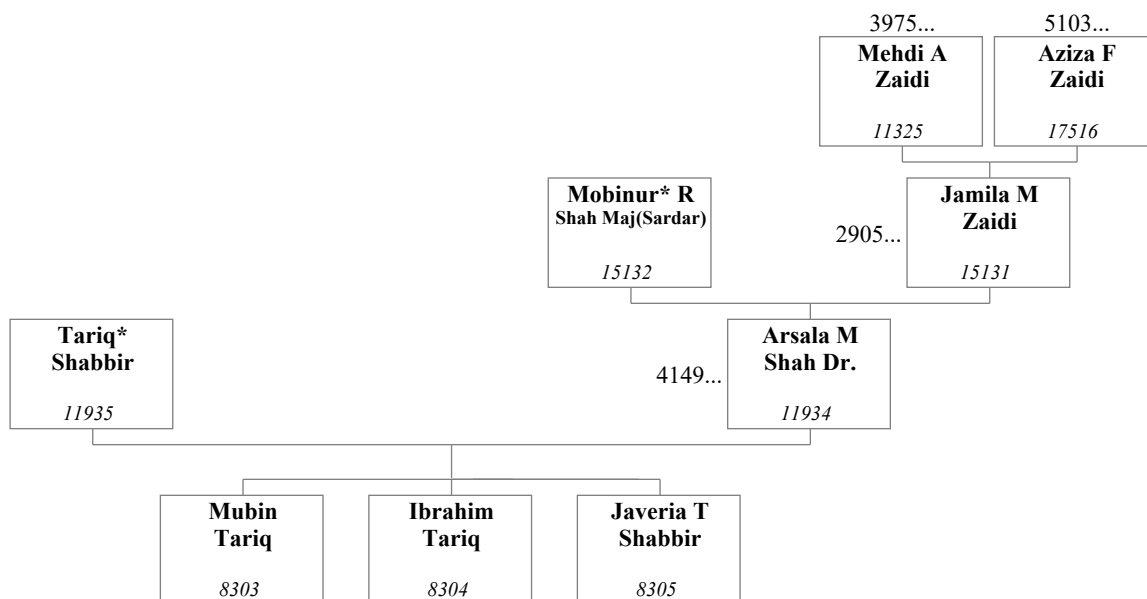 3975...
5103...
Mehdi A
Zaidi
11325
Aziza F
Zaidi
17516
Mobinur* R
Shah Maj(Sardar)
15132
2905...
Jamila M
Zaidi
15131
Tariq*
Shabbir
11935
4149...
Arsala M
Shah Dr.
11934
Mubin
Tariq
8303
Ibrahim
Tariq
8304
Javeria T
Shabbir
8305